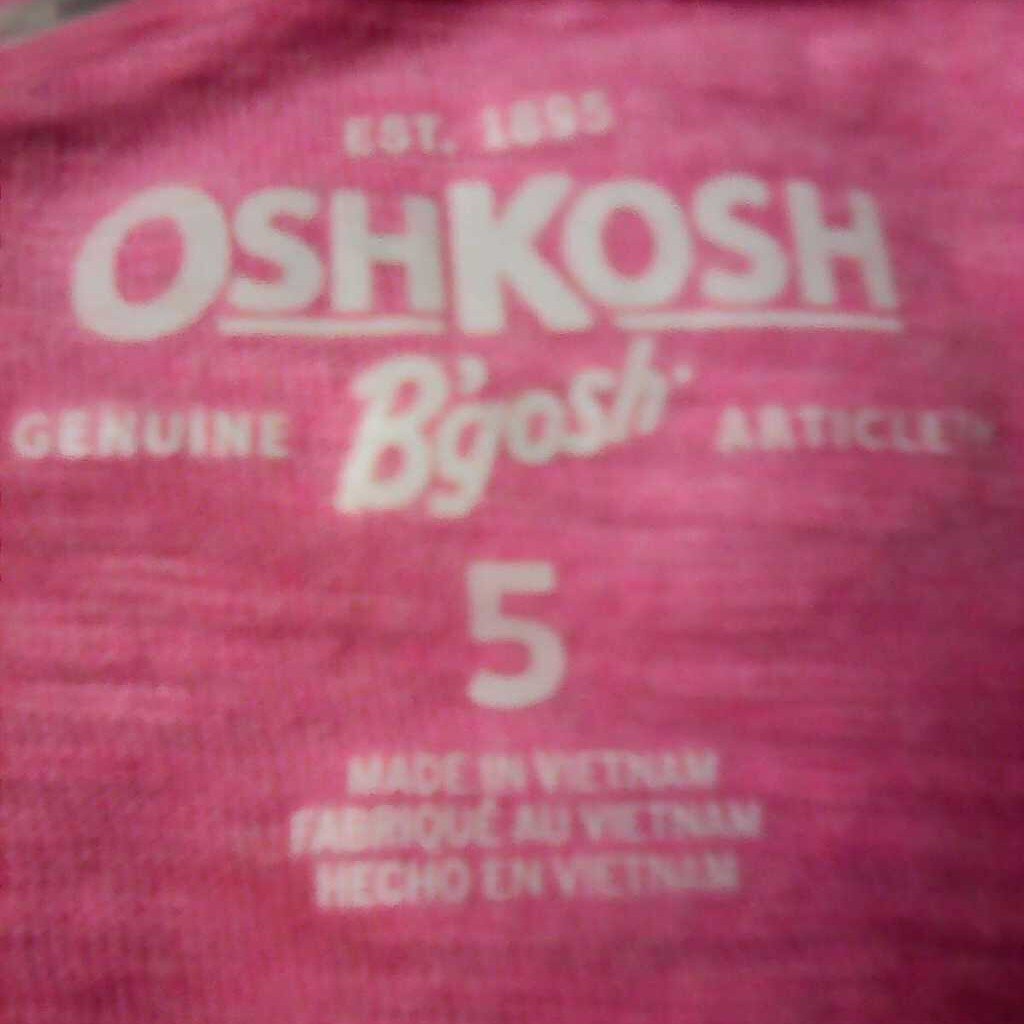 EST. 1895
OSHKOSH
GENUINE B'gosh ARTICLE™
5
MADE IN VIETNAM
FABRIQUÉ AU VIETNAM
HECHO EN VIETNAM